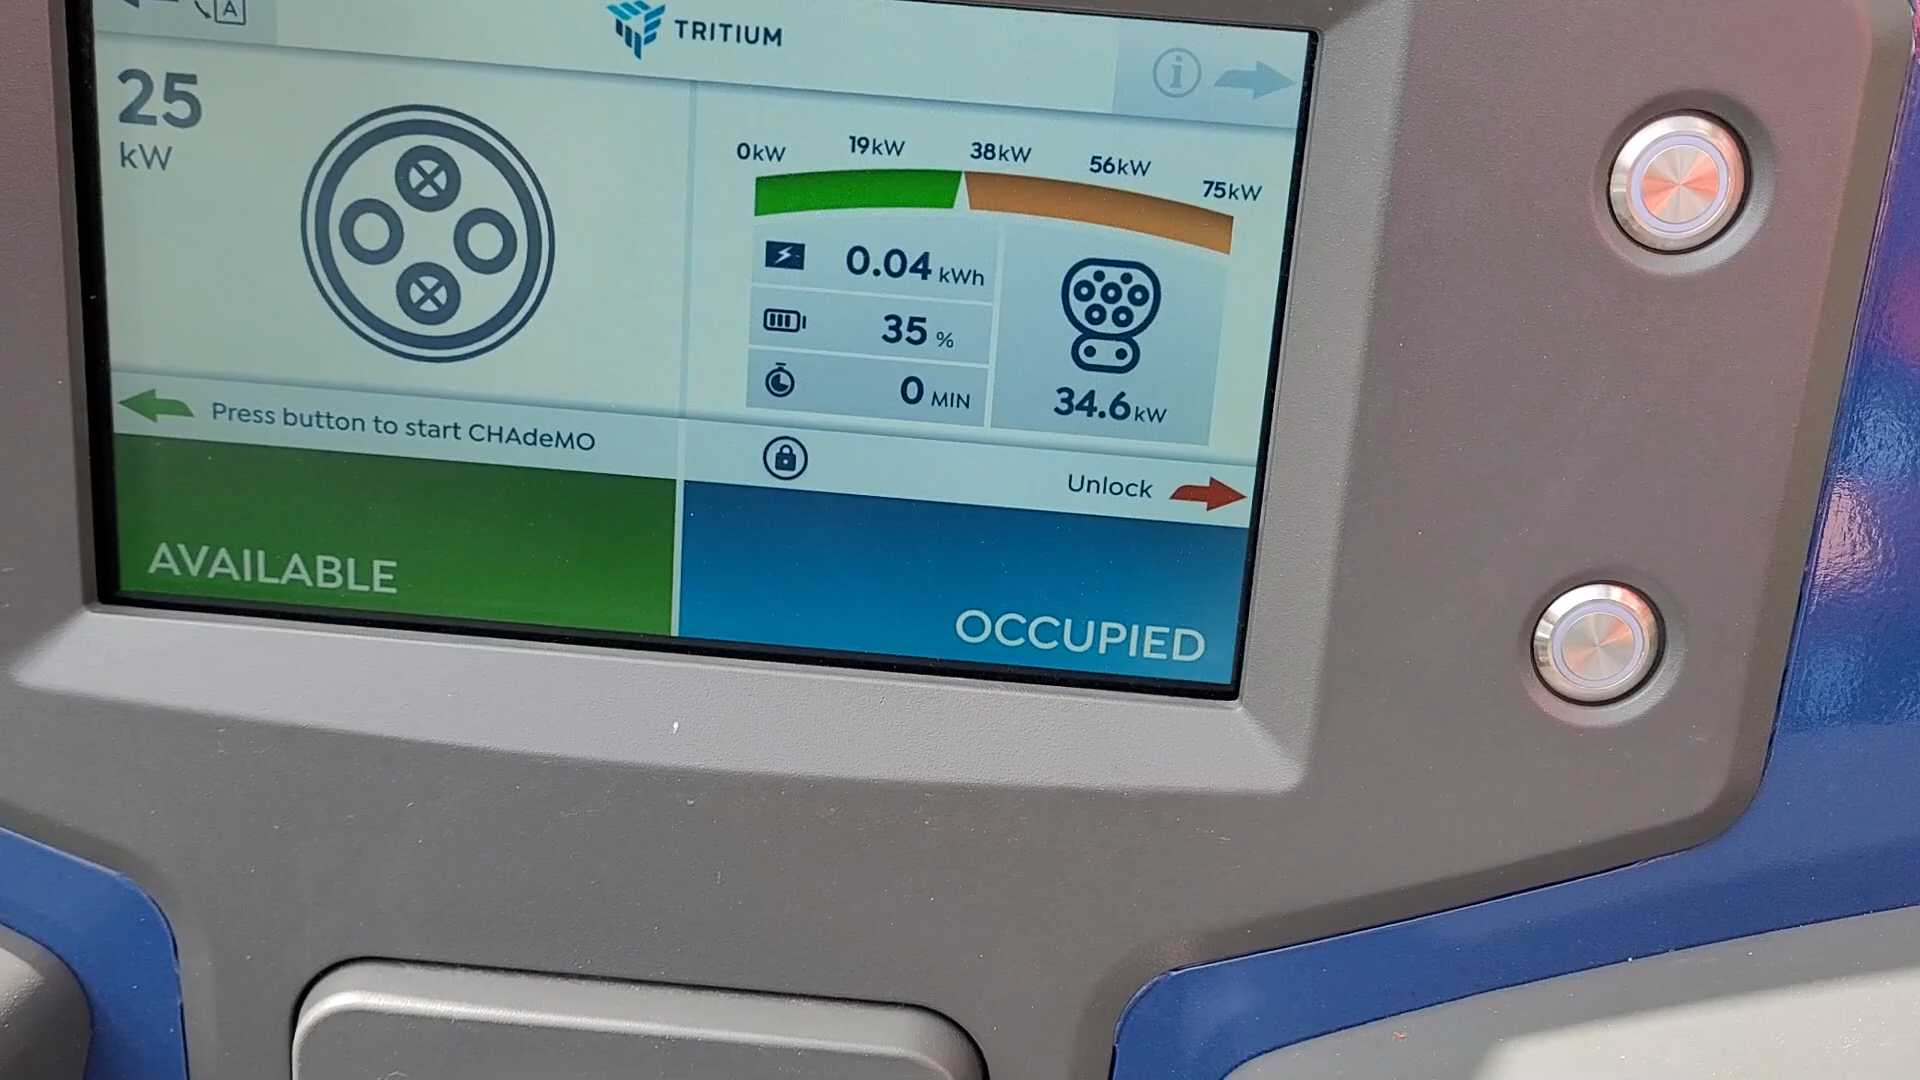 A
TRITIUM
i
25
kW
0kW 19kW 38kW 56kW 75kW
0.04 kWh
35 %
0 MIN
34.6kW
Press button to start CHAdeMO
Unlock
AVAILABLE
OCCUPIED